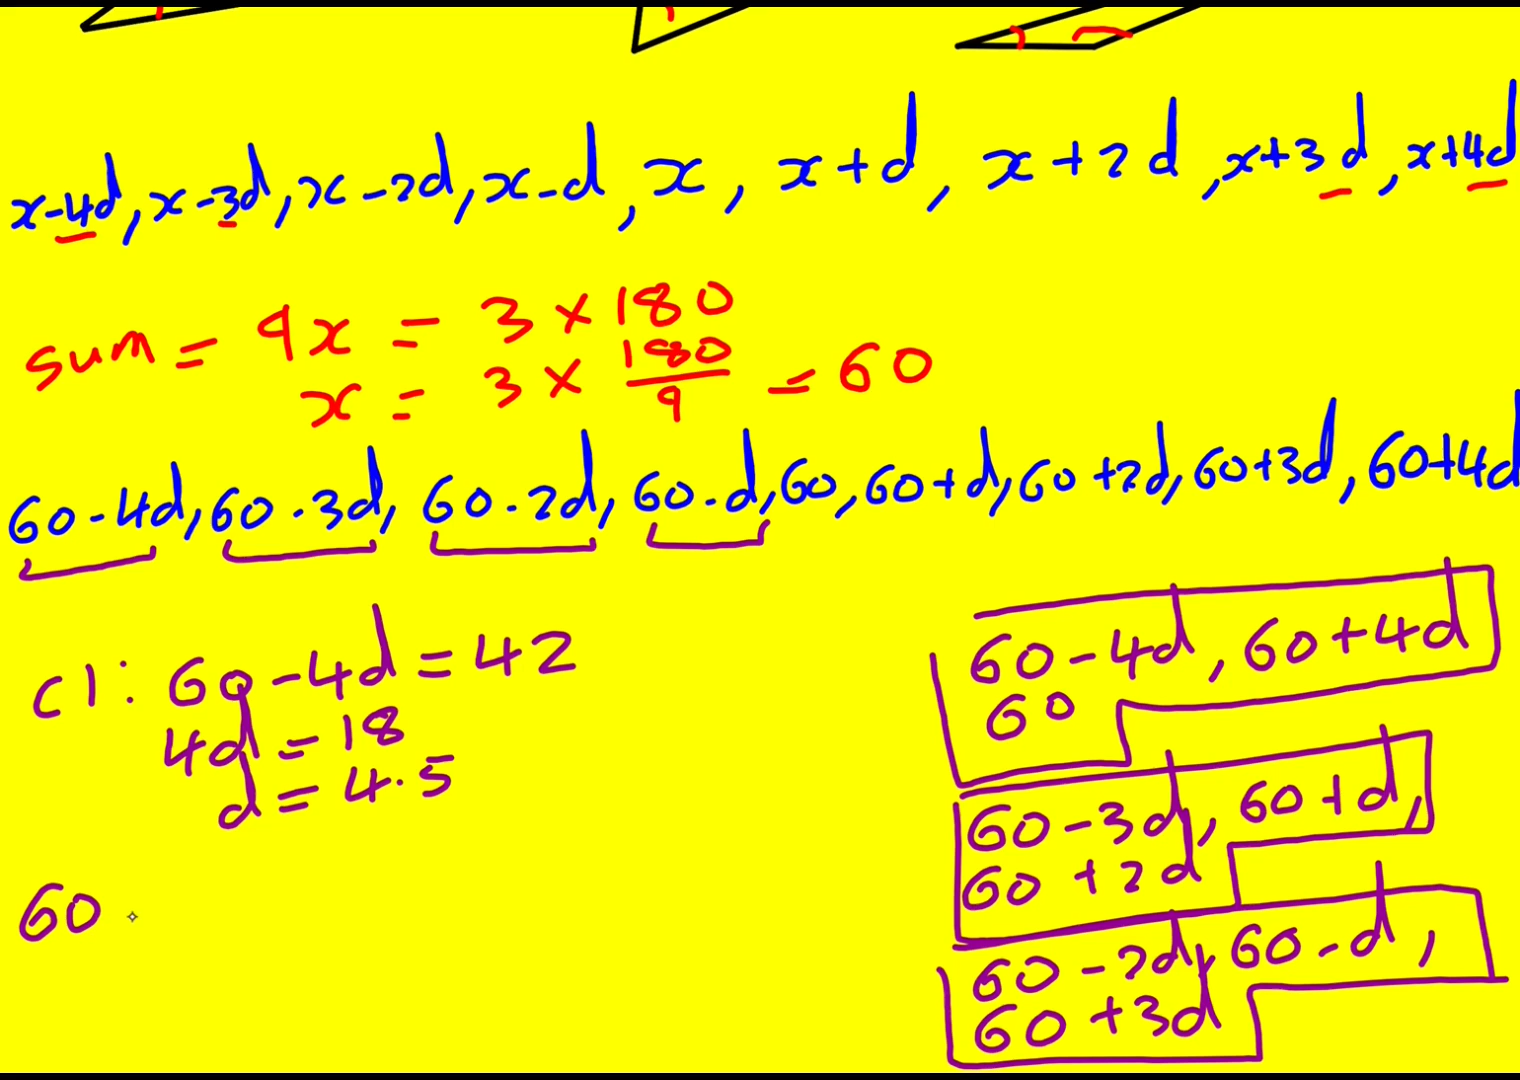 x-4d, x-3d, x-2d, x-d, x, x+d, x+2d, x+3d, x+4d
sum = 9x = 3 × 180
x = 3 × 180/9 = 60
60-4d, 60-3d, 60-2d, 60-d, 60, 60+d, 60+2d, 60+3d, 60+4d
C1: 60-4d = 42
4d = 18
d = 4.5
60
60-4d, 60+4d
60
60-3d, 60+d,
60+2d
60-2d, 60-d,
60+3d